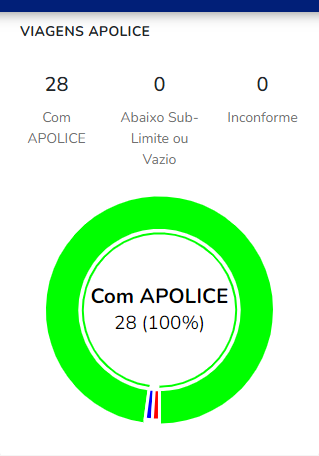 VIAGENS APOLICE
28
Com
APOLICE
0
Abaixo Sub-
Limite ou
Vazio
0
Inconforme
Com APOLICE
28 (100%)